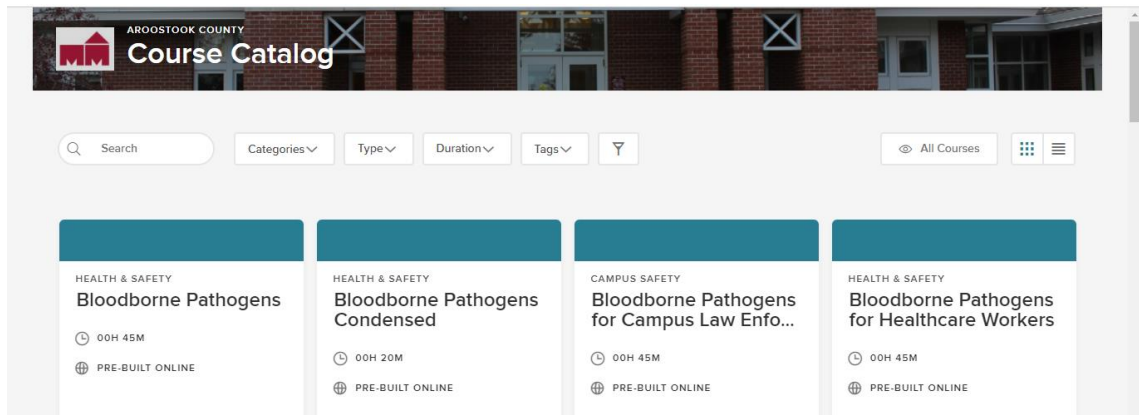 AROOSTOOK COUNTY
Course Catalog
Search
Categories
Type
Duration
Tags
All Courses
HEALTH & SAFETY
Bloodborne Pathogens
00H 45M
PRE-BUILT ONLINE
HEALTH & SAFETY
Bloodborne Pathogens
Condensed
00H 20M
PRE-BUILT ONLINE
CAMPUS SAFETY
Bloodborne Pathogens
for Campus Law Enfo...
00H 45M
PRE-BUILT ONLINE
HEALTH & SAFETY
Bloodborne Pathogens
for Healthcare Workers
00H 45M
PRE-BUILT ONLINE